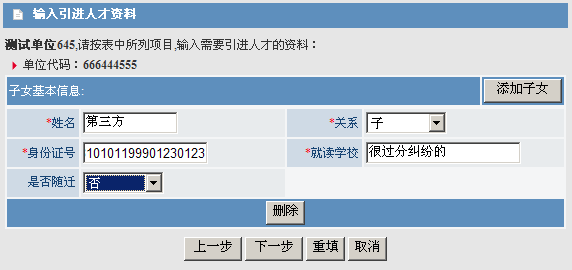 输入引进人才资料
测试单位645,请按表中所列项目,输入需要引进人才的资料：
单位代码：666444555
子女基本信息: 添加子女
*姓名 第三方 *关系 子
*身份证号 10101199901230123 *就读学校 很过分纠纷的
是否随迁 否
删除
上一步 下一步 重填 取消